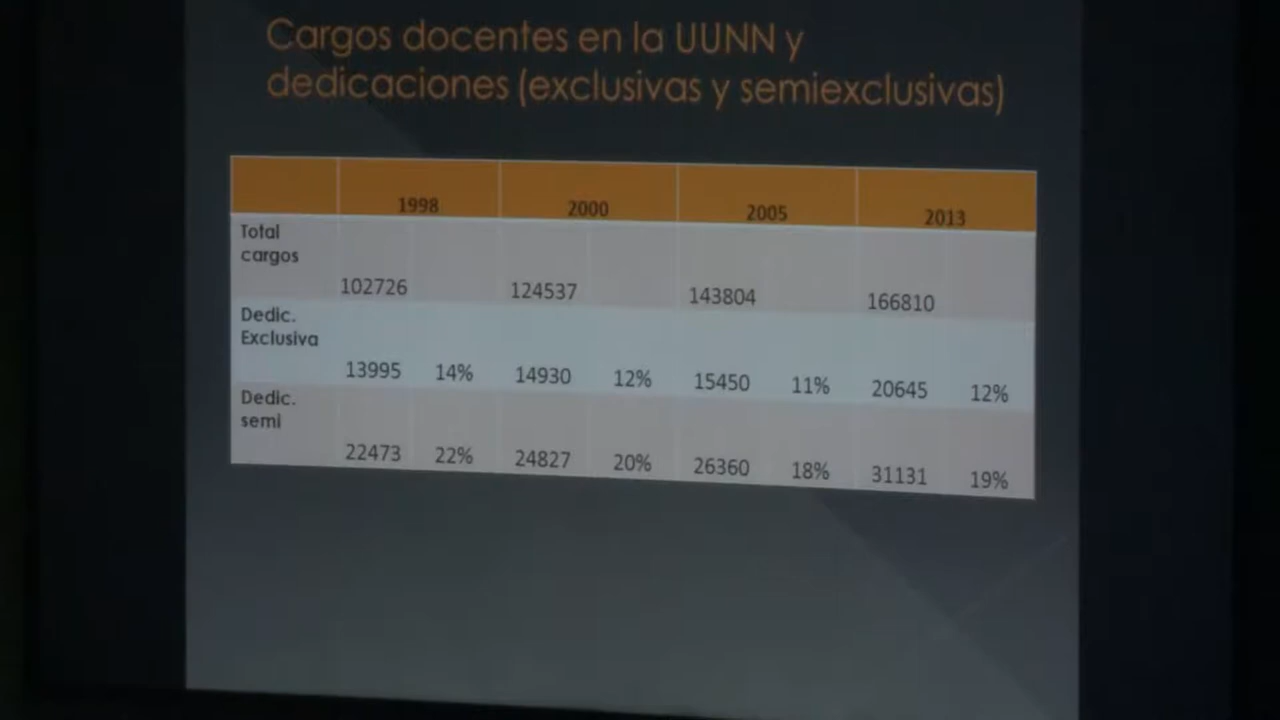 Cargos docentes en la UUNN y
dedicaciones (exclusivas y semiexclusivas)
1998 2000 2005 2013
Total
cargos
102726 124537 143804 166810
Dedic.
Exclusiva
13995 14% 14930 12% 15450 11% 20645 12%
Dedic.
semi
22473 22% 24827 20% 26360 18% 31131 19%